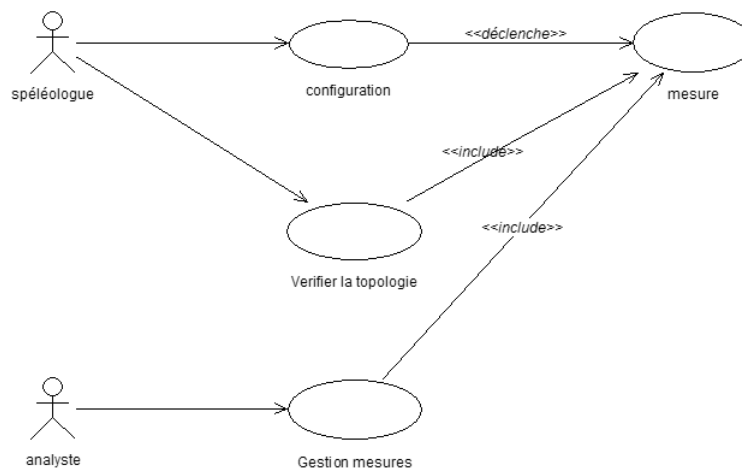 <<déclenche>>
spéléologue
configuration
mesure
<<include>>
<<include>>
Verifier la topologie
analyste
Gestion mesures